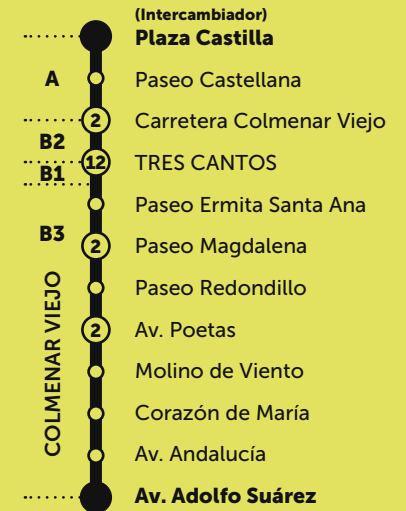 (Intercambiador)
Plaza Castilla
A
Paseo Castellana
2 Carretera Colmenar Viejo
B2
12 TRES CANTOS
B1
Paseo Ermita Santa Ana
B3
2 Paseo Magdalena
Paseo Redondillo
COLMENAR VIEJO
2 Av. Poetas
Molino de Viento
Corazón de María
Av. Andalucía
Av. Adolfo Suárez